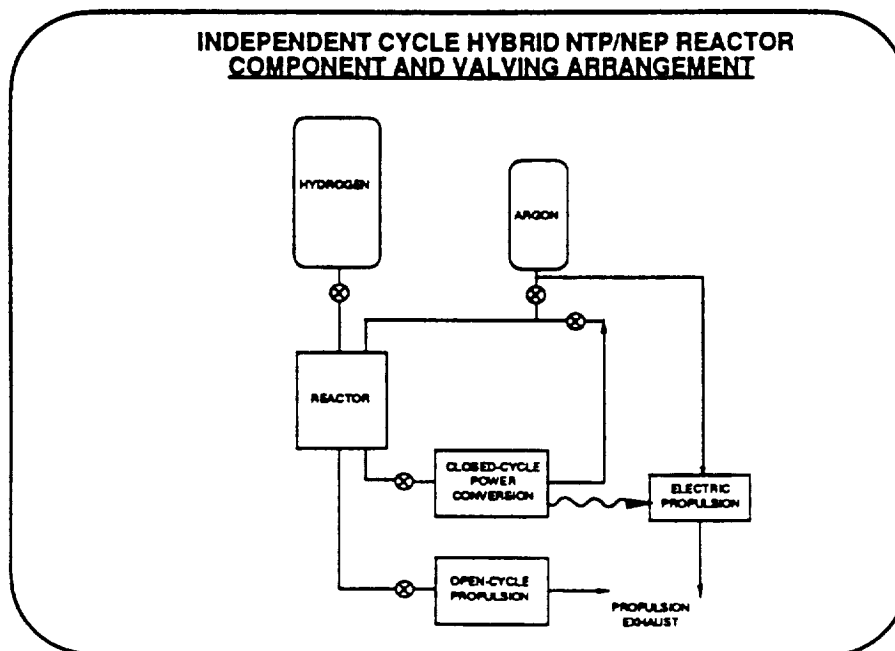 INDEPENDENT CYCLE HYBRID NTP/NEP REACTOR
COMPONENT AND VALVING ARRANGEMENT
HYDROGEN
ARGON
REACTOR
CLOSED-CYCLE
POWER
CONVERSION
ELECTRIC
PROPULSION
OPEN-CYCLE
PROPULSION
PROPULSION
EXHAUST